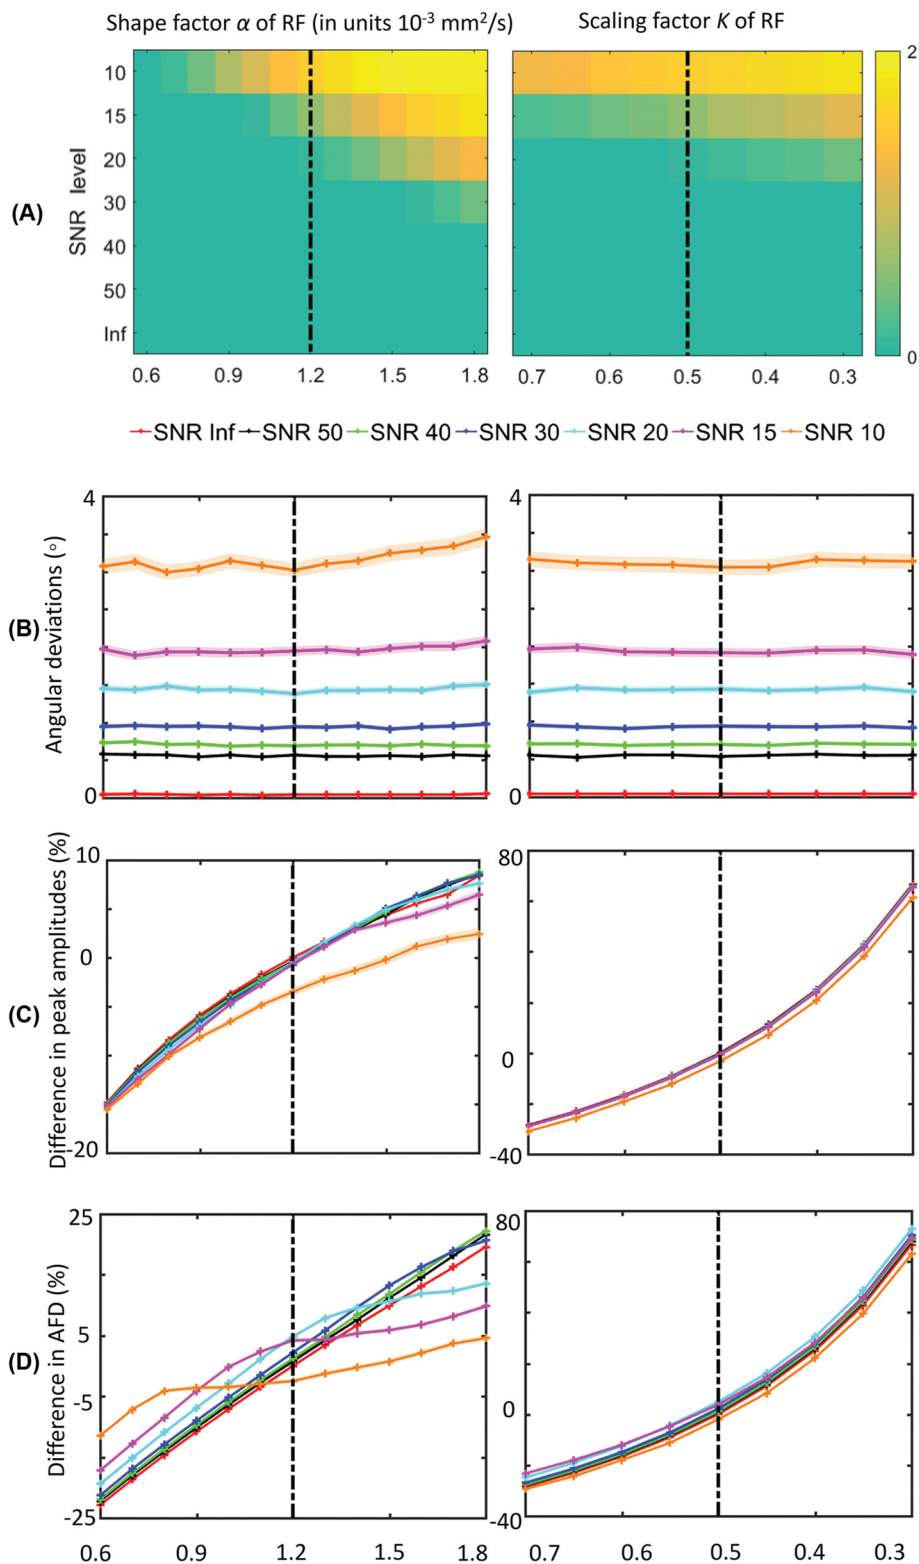 Shape factor α of RF (in units 10⁻³ mm²/s)
Scaling factor K of RF
(A)
SNR level
10
15
20
30
40
50
Inf
0.6 0.9 1.2 1.5 1.8
0.7 0.6 0.5 0.4 0.3
2
0
SNR Inf SNR 50 SNR 40 SNR 30 SNR 20 SNR 15 SNR 10
(B)
Angular deviations (°)
4
0
4
0
(C)
Difference in peak amplitudes (%)
10
0
-20
80
0
-40
(D)
Difference in AFD (%)
25
5
-5
-25
80
0
-40
0.6 0.9 1.2 1.5 1.8
0.7 0.6 0.5 0.4 0.3